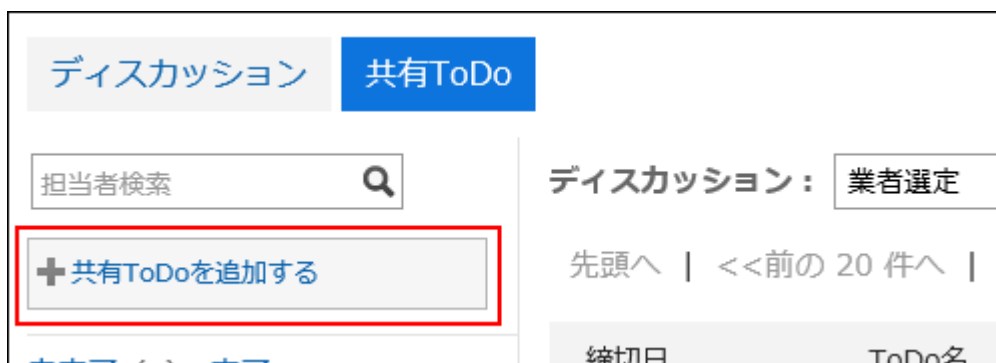 ディスカッション 共有ToDo
担当者検索
共有ToDoを追加する
ディスカッション： 業者選定
先頭へ | <<前の 20 件へ |
締切日 ToDo名